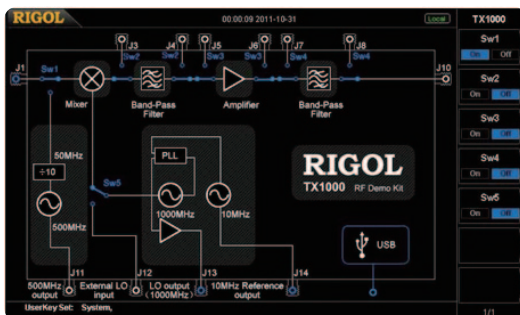 RIGOL
00:00:09 2011-10-31
Local
TX1000
J3
J4
J5
J6
J7
J8
Sw2
Sw2
Sw3
Sw3
Sw4
Sw4
J1
Sw1
J10
Mixer
Band-Pass
Filter
Amplifier
Band-Pass
Filter
50MHz
÷10
500MHz
Sw5
PLL
1000MHz
10MHz
RIGOL
TX1000 RF Demo Kit
USB
J11
J12
J13
J14
500MHz
output
External LO
input
LO output
(1000MHz)
10MHz Reference
output
UserKey Set: System,
Sw1
On Off
Sw2
On Off
Sw3
On Off
Sw4
On Off
Sw5
On Off
1/1